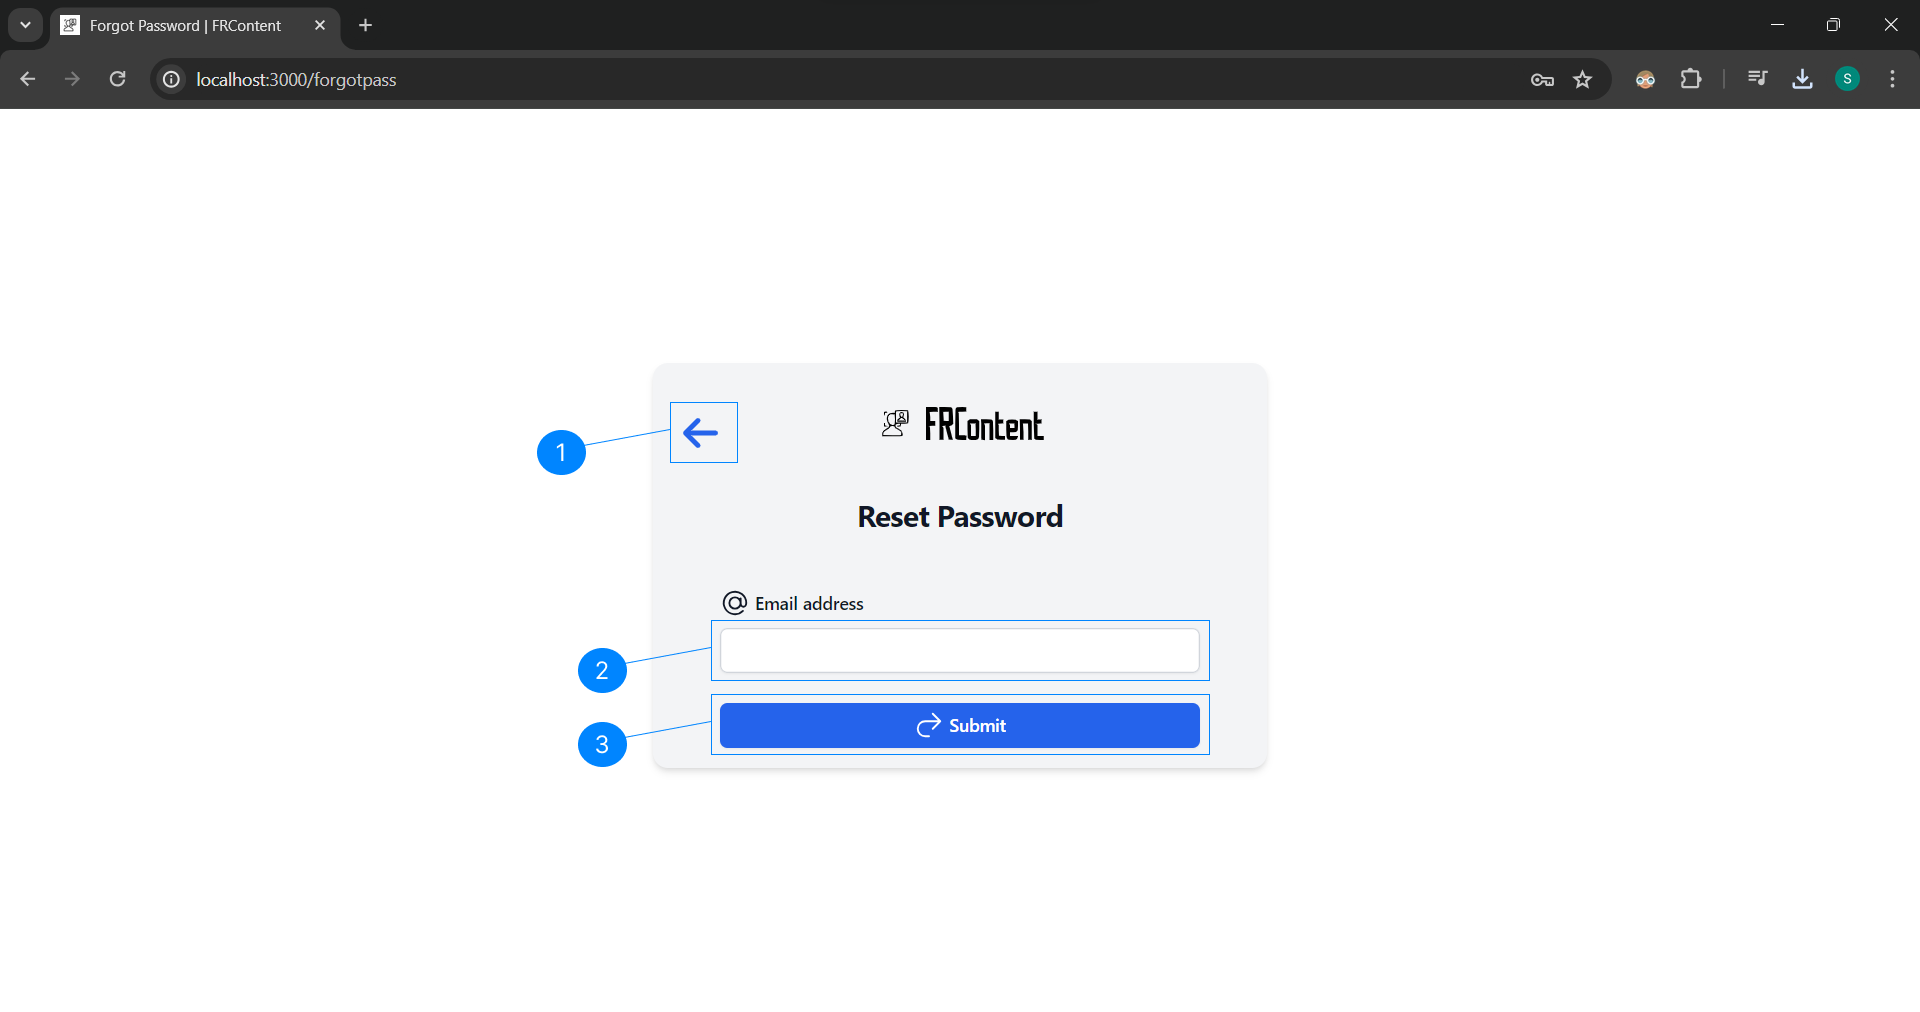 Forgot Password | FRContent
localhost:3000/forgotpass
S
FRContent
1
Reset Password
@ Email address
2
Submit
3